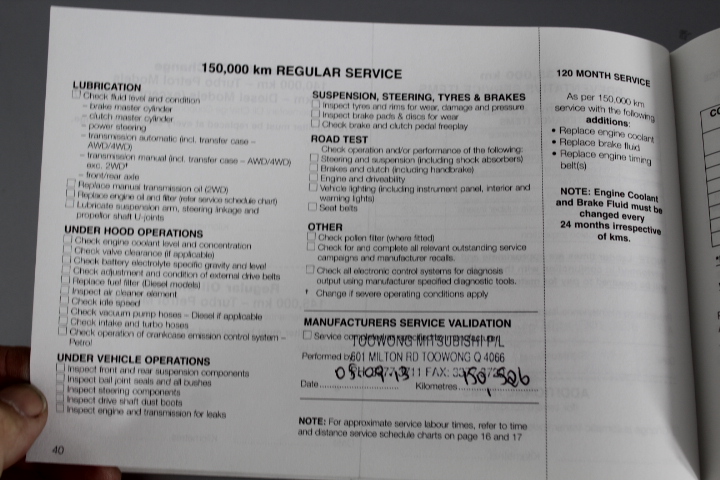 150,000 km REGULAR SERVICE
LUBRICATION
Check fluid level and condition
– brake master cylinder
– clutch master cylinder
– power steering
– transmission automatic (incl. transfer case –
AWD/4WD)
– transmission manual (incl. transfer case – AWD/4WD)
exc. 2WD†
– front/rear axle
Replace manual transmission oil (2WD)
Replace engine oil and filter (refer service schedule chart)
Lubricate suspension arm, steering linkage and
propellor shaft U-joints
UNDER HOOD OPERATIONS
Check engine coolant level and concentration
Check valve clearance (if applicable)
Check battery electrolyte specific gravity and level
Check adjustment and condition of external drive belts
Replace fuel filter (Diesel models)
Inspect air cleaner element
Check idle speed
Check vacuum pump hoses – Diesel if applicable
Check intake and turbo hoses
Check operation of crankcase emission control system –
Petrol
UNDER VEHICLE OPERATIONS
Inspect front and rear suspension components
Inspect ball joint seals and all bushes
Inspect steering components
Inspect drive shaft dust boots
Inspect engine and transmission for leaks
40
SUSPENSION, STEERING, TYRES & BRAKES
Inspect tyres and rims for wear, damage and pressure
Inspect brake pads & discs for wear
Check brake and clutch pedal freeplay
ROAD TEST
Check operation and/or performance of the following:
Steering and suspension (including shock absorbers)
Brakes and clutch (including handbrake)
Engine and driveability
Vehicle lighting (including instrument panel, interior and
warning lights)
Seat belts
OTHER
Check pollen filter (where fitted)
Check for and complete all relevant outstanding service
campaigns and manufacturer recalls.
Check all electronic control systems for diagnosis
output using manufacturer specified diagnostic tools.
† Change if severe operating conditions apply
MANUFACTURERS SERVICE VALIDATION
Service
TOOWONG MITSUBISHI P/L
Performed by 601 MILTON RD TOOWONG Q 4066
FAX:
Date Kilometres 150,506
NOTE: For approximate service labour times, refer to time
and distance service schedule charts on page 16 and 17
120 MONTH SERVICE
As per 150,000 km
service with the following
additions:
• Replace engine coolant
• Replace brake fluid
• Replace engine timing
belt(s)
NOTE: Engine Coolant
and Brake Fluid must be
changed every
24 months irrespective
of kms.